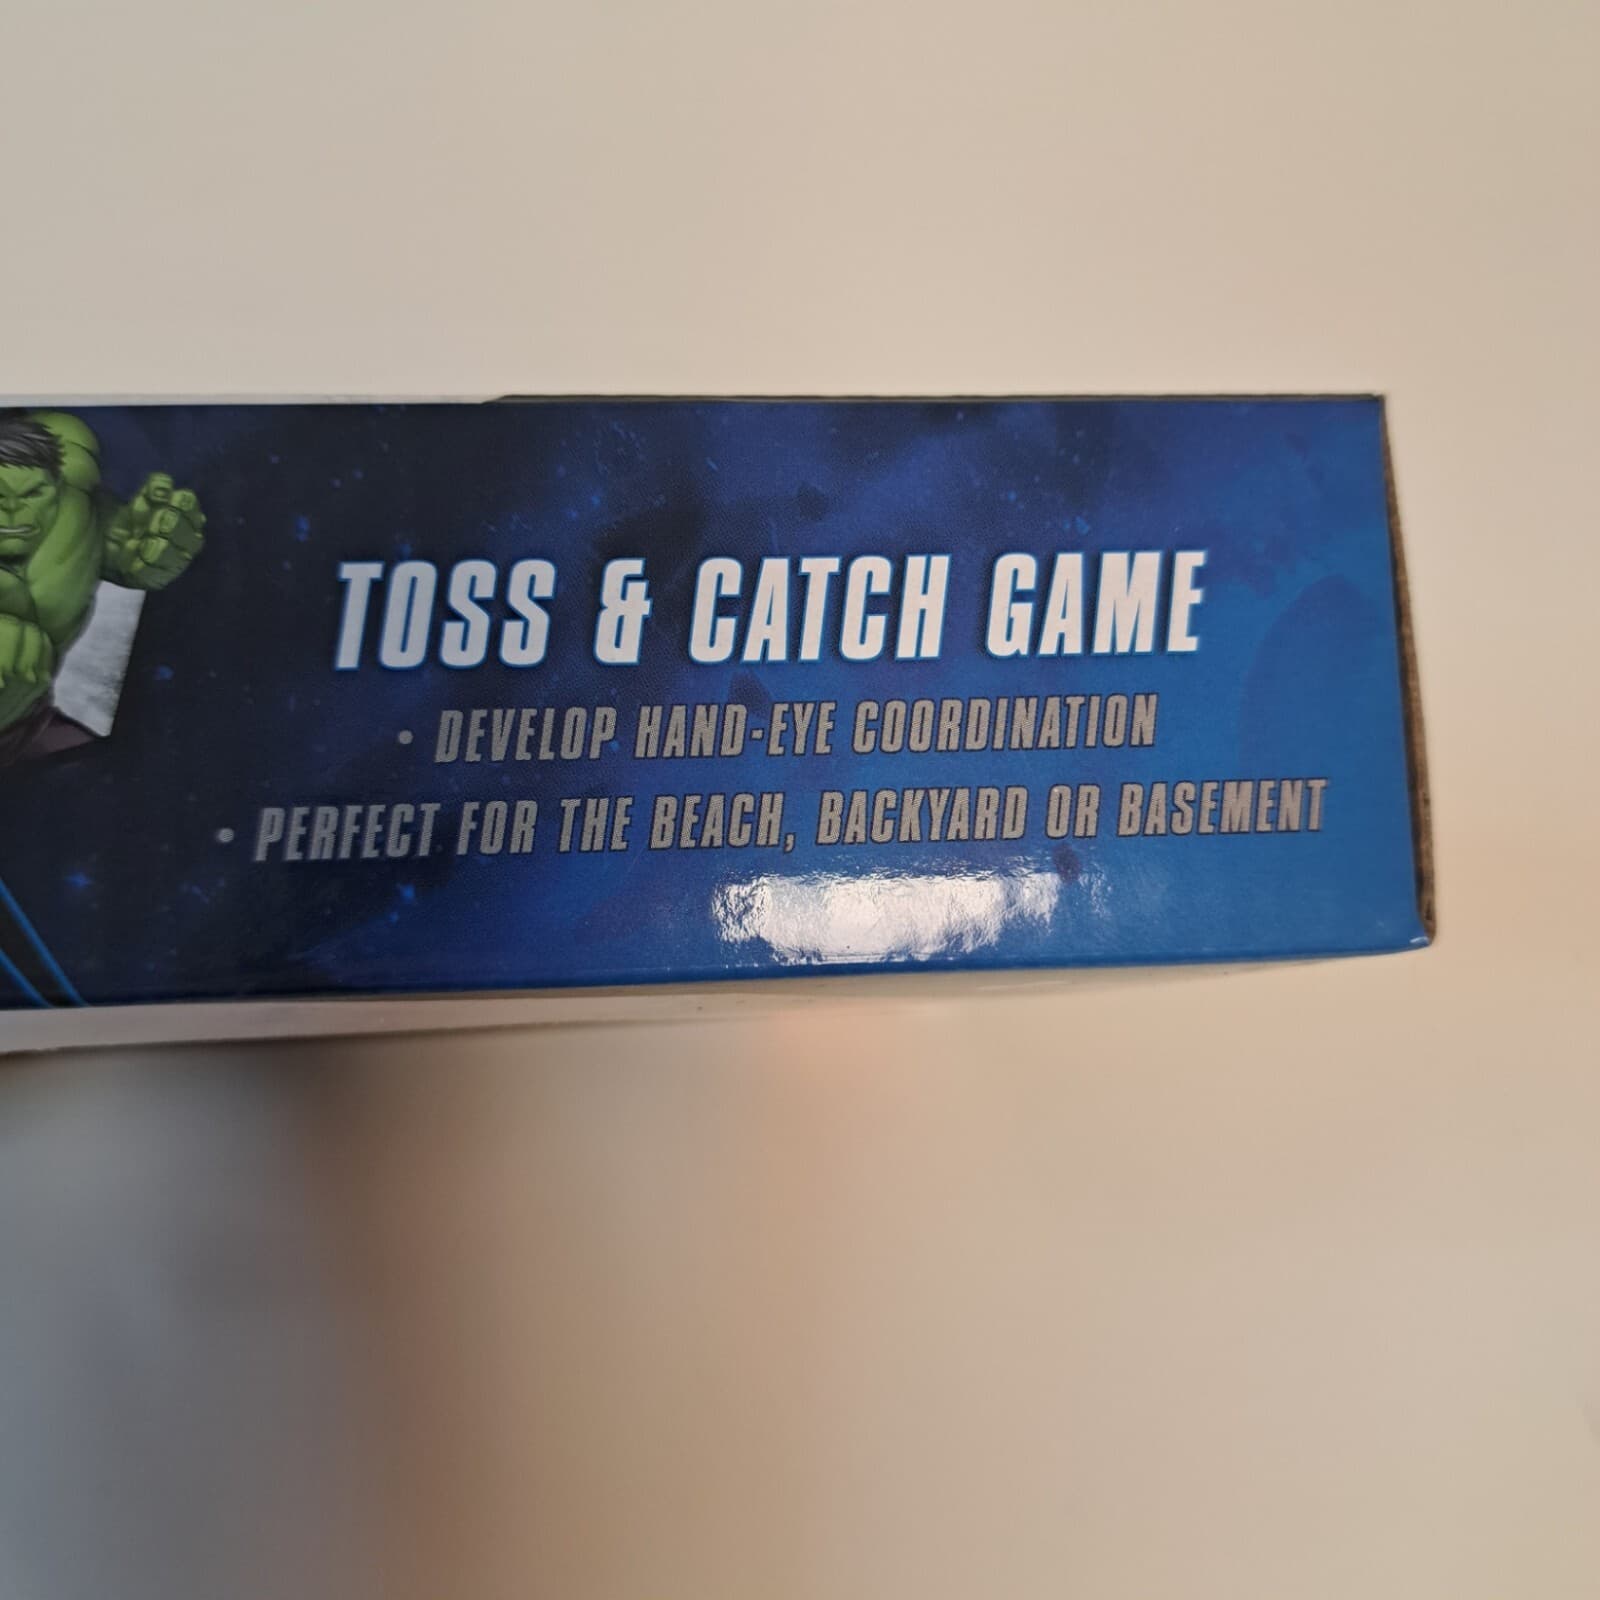 TOSS & CATCH GAME
• DEVELOP HAND-EYE COORDINATION
• PERFECT FOR THE BEACH, BACKYARD OR BASEMENT